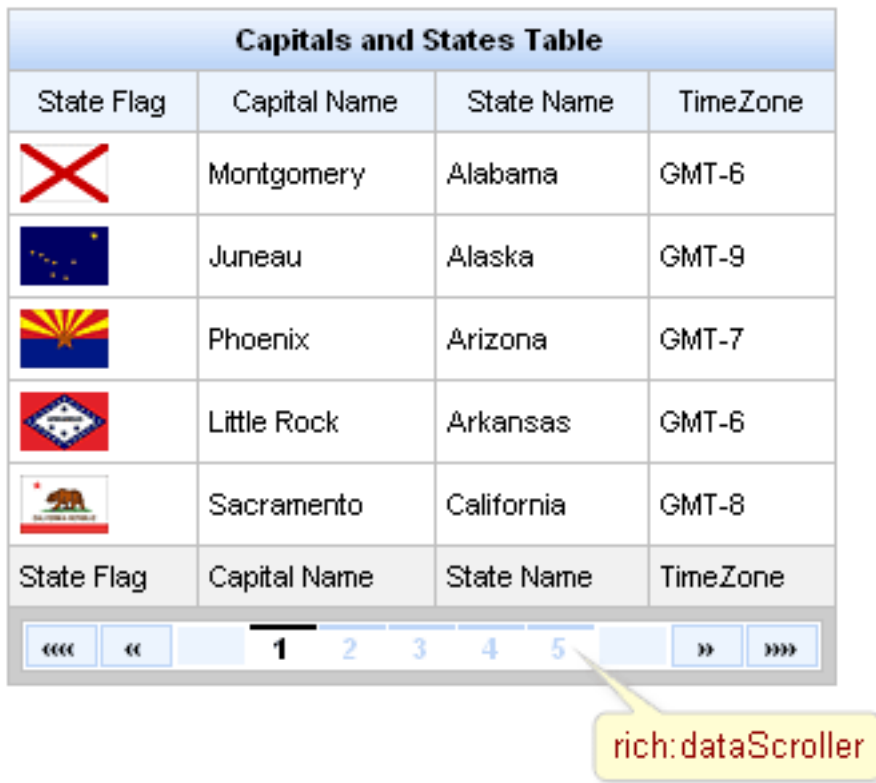 Capitals and States Table
State Flag Capital Name State Name TimeZone
Montgomery Alabama GMT-6
Juneau Alaska GMT-9
Phoenix Arizona GMT-7
Little Rock Arkansas GMT-6
Sacramento California GMT-8
State Flag Capital Name State Name TimeZone
«« « 1 2 3 4 5 » »»
rich:dataScroller